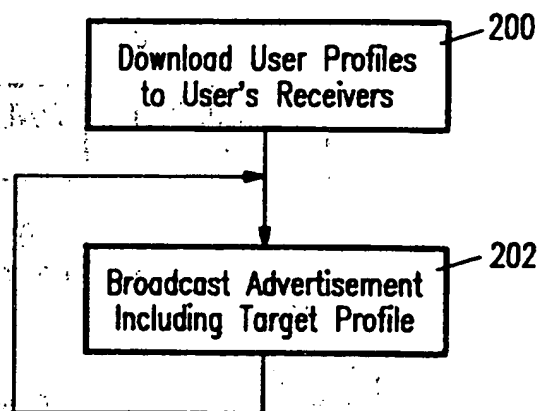 200
Download User Profiles
to User's Receivers
202
Broadcast Advertisement
Including Target Profile